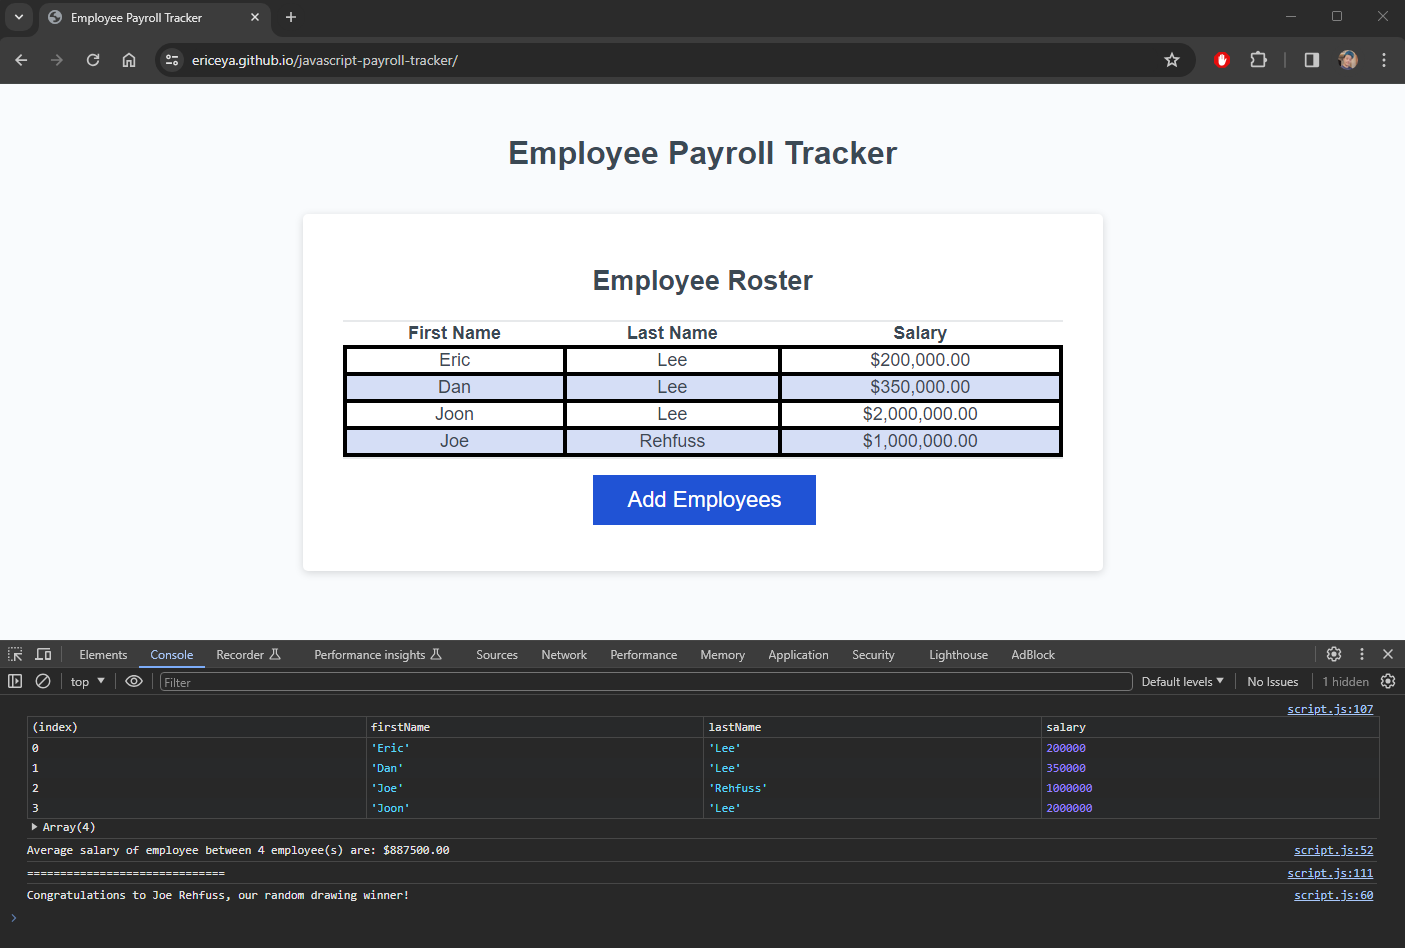 Employee Payroll Tracker
ericeya.github.io/javascript-payroll-tracker/
Employee Payroll Tracker
Employee Roster
First Name Last Name Salary
Eric Lee $200,000.00
Dan Lee $350,000.00
Joon Lee $2,000,000.00
Joe Rehfuss $1,000,000.00
Add Employees
Elements Console Recorder Performance insights Sources Network Performance Memory Application Security Lighthouse AdBlock
top Filter Default levels No Issues 1 hidden
script.js:107
(index) firstName lastName salary
0 'Eric' 'Lee' 200000
1 'Dan' 'Lee' 350000
2 'Joe' 'Rehfuss' 1000000
3 'Joon' 'Lee' 2000000
Array(4)
Average salary of employee between 4 employee(s) are: $887500.00 script.js:52
============================== script.js:111
Congratulations to Joe Rehfuss, our random drawing winner! script.js:60